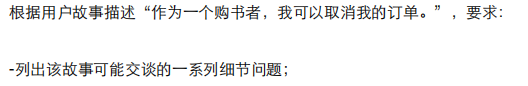 根据用户故事描述“作为一个购书者，我可以取消我的订单。”，要求：
-列出该故事可能交谈的一系列细节问题；